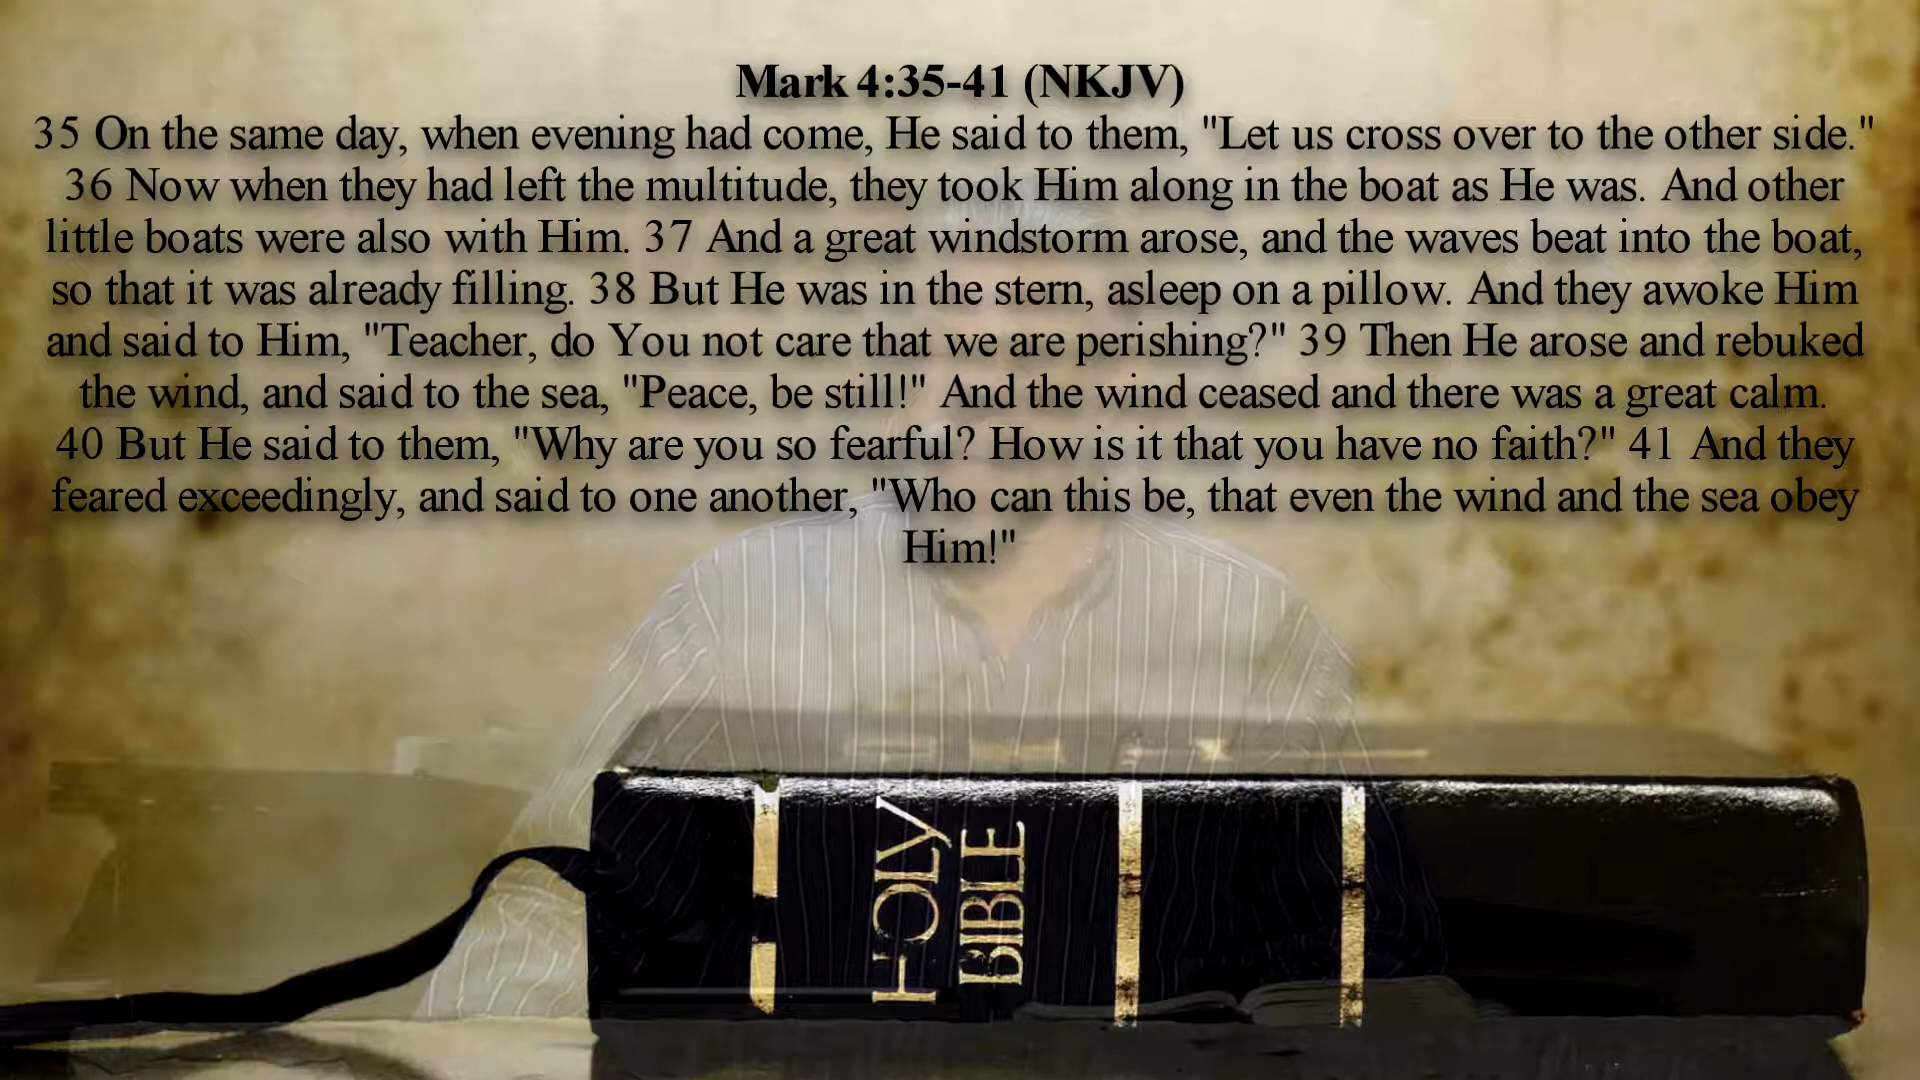 Mark 4:35-41 (NKJV)
35 On the same day, when evening had come, He said to them, "Let us cross over to the other side."
36 Now when they had left the multitude, they took Him along in the boat as He was. And other
little boats were also with Him. 37 And a great windstorm arose, and the waves beat into the boat,
so that it was already filling. 38 But He was in the stern, asleep on a pillow. And they awoke Him
and said to Him, "Teacher, do You not care that we are perishing?" 39 Then He arose and rebuked
the wind, and said to the sea, "Peace, be still!" And the wind ceased and there was a great calm.
40 But He said to them, "Why are you so fearful? How is it that you have no faith?" 41 And they
feared exceedingly, and said to one another, "Who can this be, that even the wind and the sea obey
Him!"
HOLY
BIBLE